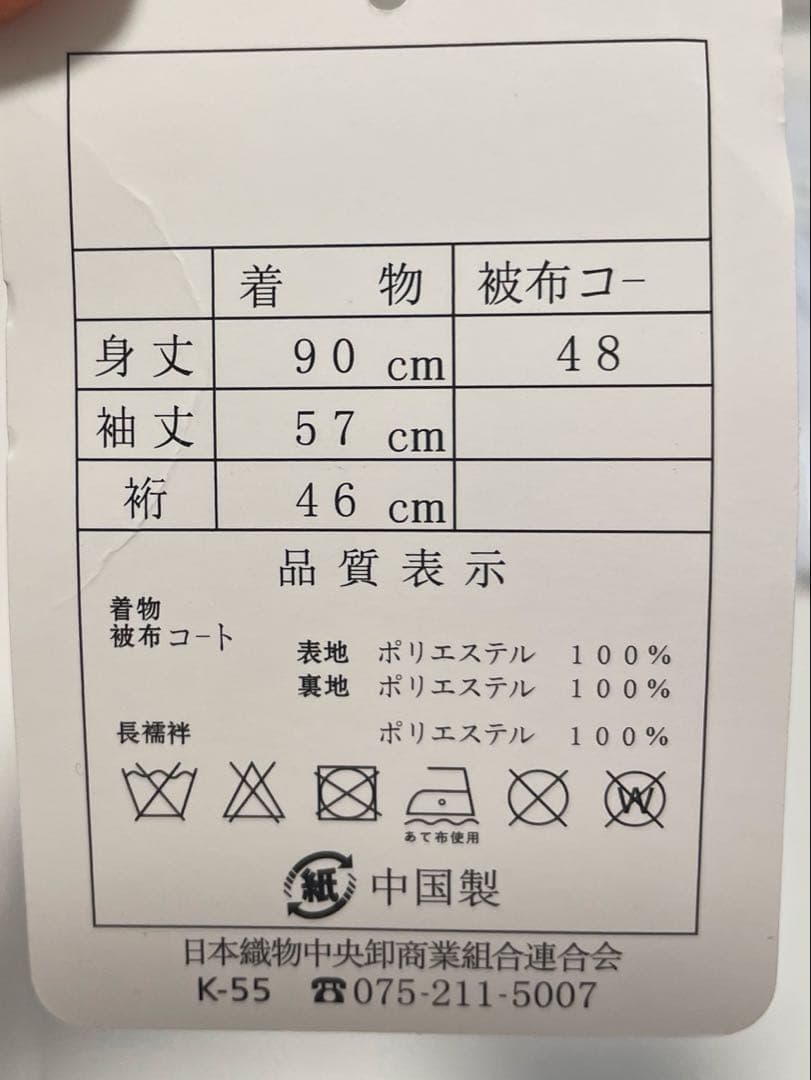 着 物 被布コ-
身丈 90 cm 48
袖丈 57 cm
裄 46 cm
品質表示
着物
被布コート
表地 ポリエステル 100%
裏地 ポリエステル 100%
長襦袢 ポリエステル 100%
W
あて布使用
紙 中国製
日本織物中央卸商業組合連合会
K-55 ☎075-211-5007